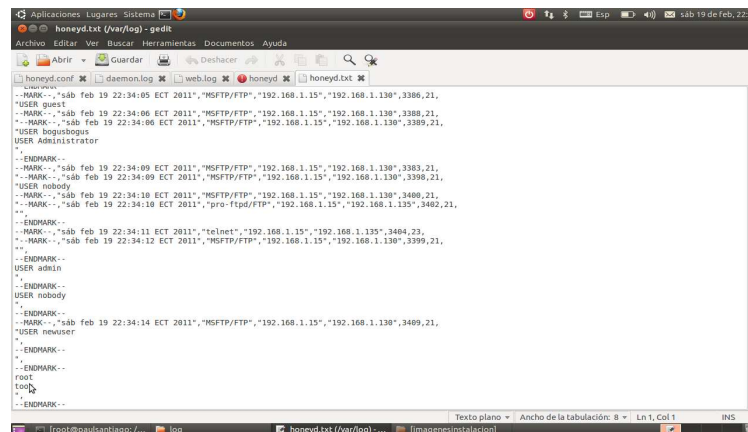 Aplicaciones Lugares Sistema
Esp
sáb 19 de feb, 22:
honeyd.txt (/var/log) - gedit
Archivo Editar Ver Buscar Herramientas Documentos Ayuda
Abrir Guardar Deshacer
honeyd.conf daemon.log web.log honeyd honeyd.txt
--ENDMARK--
--MARK--,"sáb feb 19 22:34:05 ECT 2011","MSFTP/FTP","192.168.1.15","192.168.1.130",3386,21,
"USER guest
--MARK--,"sáb feb 19 22:34:06 ECT 2011","MSFTP/FTP","192.168.1.15","192.168.1.130",3388,21,
"--MARK--,"sáb feb 19 22:34:06 ECT 2011","MSFTP/FTP","192.168.1.15","192.168.1.130",3389,21,
"USER bogusbogus
USER Administrator
",
--ENDMARK--
--MARK--,"sáb feb 19 22:34:09 ECT 2011","MSFTP/FTP","192.168.1.15","192.168.1.130",3383,21,
"--MARK--,"sáb feb 19 22:34:09 ECT 2011","MSFTP/FTP","192.168.1.15","192.168.1.130",3398,21,
"USER nobody
--MARK--,"sáb feb 19 22:34:10 ECT 2011","MSFTP/FTP","192.168.1.15","192.168.1.130",3400,21,
"--MARK--,"sáb feb 19 22:34:10 ECT 2011","pro-ftpd/FTP","192.168.1.15","192.168.1.135",3402,21,
"",
--ENDMARK--
--MARK--,"sáb feb 19 22:34:11 ECT 2011","telnet","192.168.1.15","192.168.1.135",3404,23,
"--MARK--,"sáb feb 19 22:34:12 ECT 2011","MSFTP/FTP","192.168.1.15","192.168.1.130",3399,21,
"",
--ENDMARK--
USER admin
",
--ENDMARK--
USER nobody
",
--ENDMARK--
--MARK--,"sáb feb 19 22:34:14 ECT 2011","MSFTP/FTP","192.168.1.15","192.168.1.130",3409,21,
"USER newuser
",
--ENDMARK--
",
--ENDMARK--
root
toor
",
--ENDMARK--
Texto plano Ancho de la tabulación: 8 Ln 1, Col 1 INS
[root@paulsantiago: /... log honeyd.txt (/var/log) -... [imagenesinstalacion]